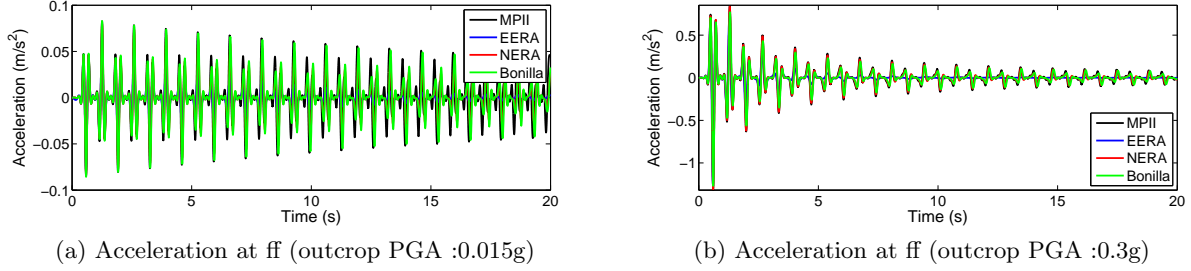 0.1
0.05
0
−0.05
−0.1
Acceleration (m/s²)
0 5 10 15 20
Time (s)
MPII
EERA
NERA
Bonilla
(a) Acceleration at ff (outcrop PGA :0.015g)
0.5
0
−0.5
−1
Acceleration (m/s²)
0 5 10 15 20
Time (s)
MPII
EERA
NERA
Bonilla
(b) Acceleration at ff (outcrop PGA :0.3g)